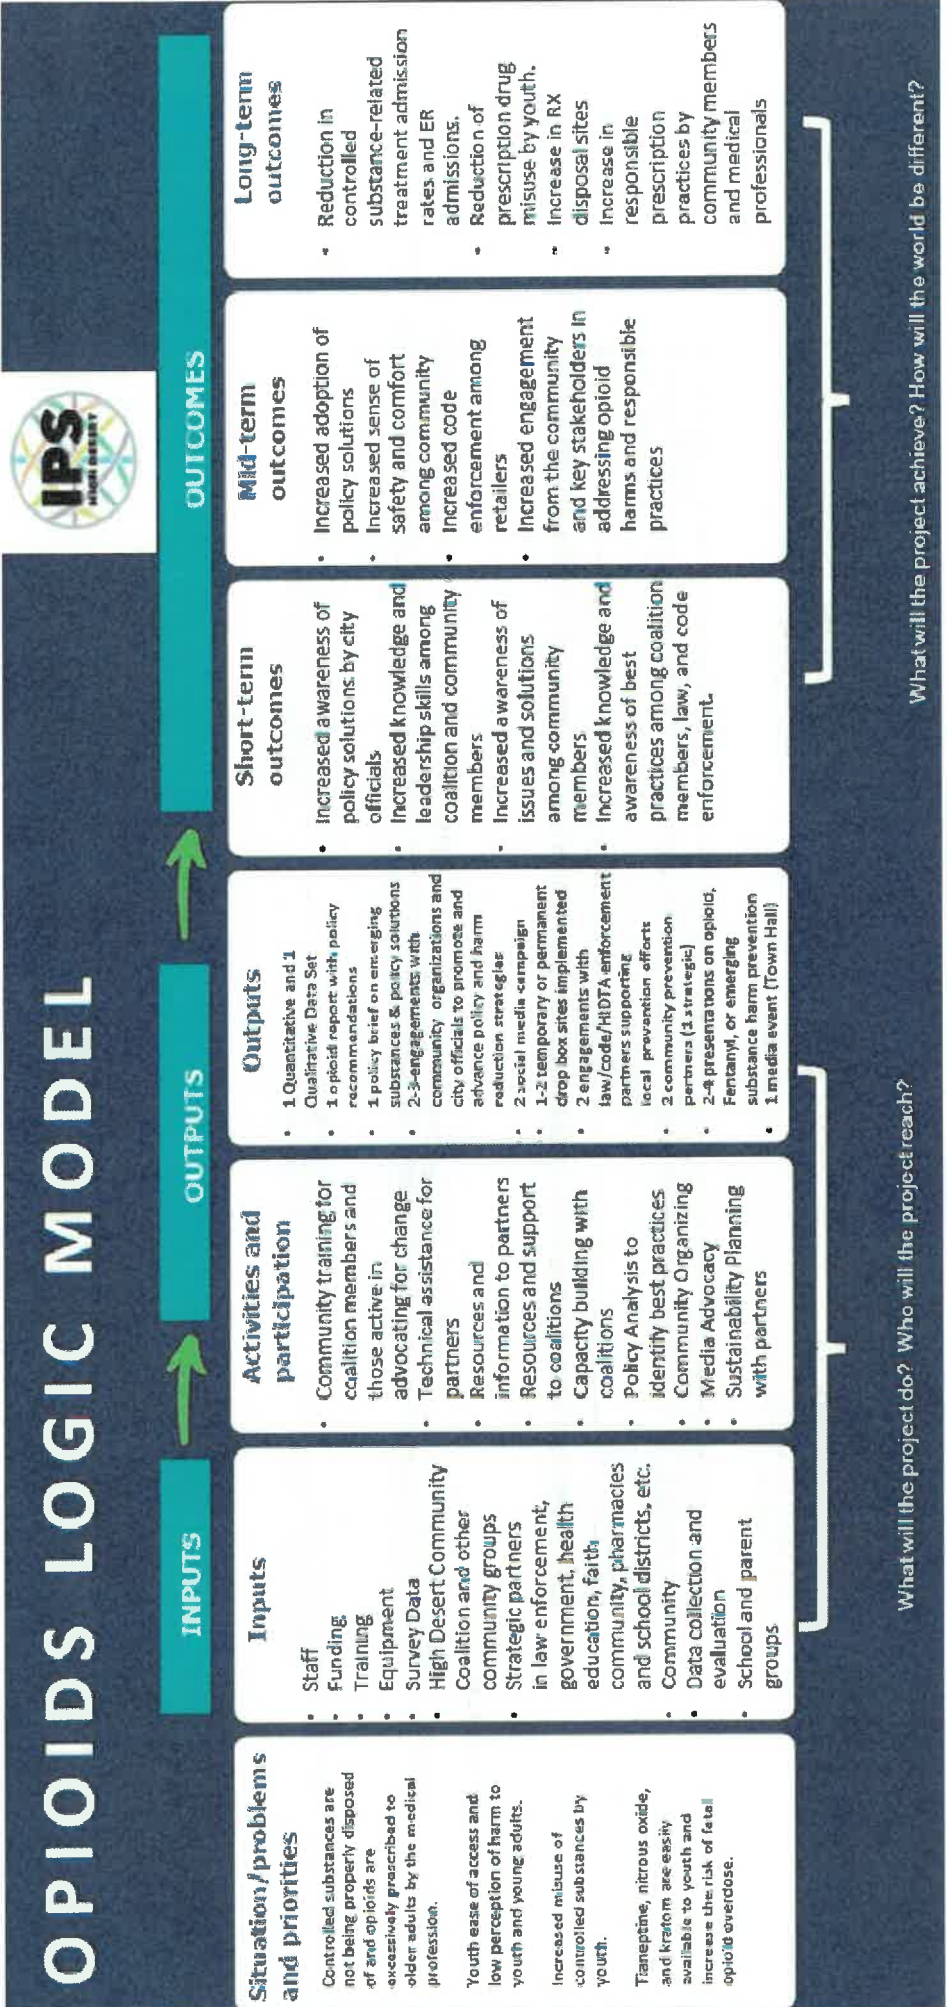 OPIOIDS LOGIC MODEL
IPS
HIGH DESERT
INPUTS
OUTPUTS
OUTCOMES
Situation/problems
and priorities
Controlled substances are
not being properly disposed
of and opioids are
excessively prescribed to
older adults by the medical
profession.
Youth ease of access and
low perception of harm to
youth and young adults.
Increased misuse of
controlled substances by
youth.
Tianeptine, nitrous oxide,
and kratom are easily
available to youth and
increase the risk of fatal
opioid overdose.
Inputs
• Staff
• Funding
• Training
• Equipment
• Survey Data
• High Desert Community
Coalition and other
community groups
• Strategic partners
in law enforcement,
government, health
education, faith
community, pharmacies
and school districts, etc.
• Community
• Data collection and
evaluation
• School and parent
groups
Activities and
participation
• Community training for
coalition members and
those active in
advocating for change
• Technical assistance for
partners
• Resources and
information to partners
• Resources and support
to coalitions
• Capacity building with
coalitions
• Policy Analysis to
identify best practices
• Community Organizing
• Media Advocacy
• Sustainability Planning
with partners
Outputs
• 1 Quantitative and 1
Qualitative Data Set
• 1 opioid report with policy
recommendations
• 1 policy brief on emerging
substances & policy solutions
• 2-3-engagements with
community organizations and
city officials to promote and
advance policy and harm
reduction strategies
• 2 social media campaign
• 1-2 temporary or permanent
drop box sites implemented
• 2 engagements with
law/code/HIDTA enforcement
partners supporting
local prevention efforts
• 2 community prevention
partners (1 strategic)
• 2-4 presentations on opioid,
Fentanyl, or emerging
substance harm prevention
• 1 media event (Town Hall)
Short-term
outcomes
• Increased awareness of
policy solutions by city
officials
• Increased knowledge and
leadership skills among
coalition and community
members
• Increased awareness of
issues and solutions
among community
members
• Increased knowledge and
awareness of best
practices among coalition
members, law, and code
enforcement.
Mid-term
outcomes
• Increased adoption of
policy solutions
• Increased sense of
safety and comfort
among community
• Increased code
enforcement among
retailers
• Increased engagement
from the community
and key stakeholders in
addressing opioid
harms and responsible
practices
Long-term
outcomes
• Reduction in
controlled
substance-related
treatment admission
rates and ER
admissions.
• Reduction of
prescription drug
misuse by youth.
• Increase in RX
disposal sites
• Increase in
responsible
prescription
practices by
community members
and medical
professionals
What will the project do? Who will the project reach?
What will the project achieve? How will the world be different?